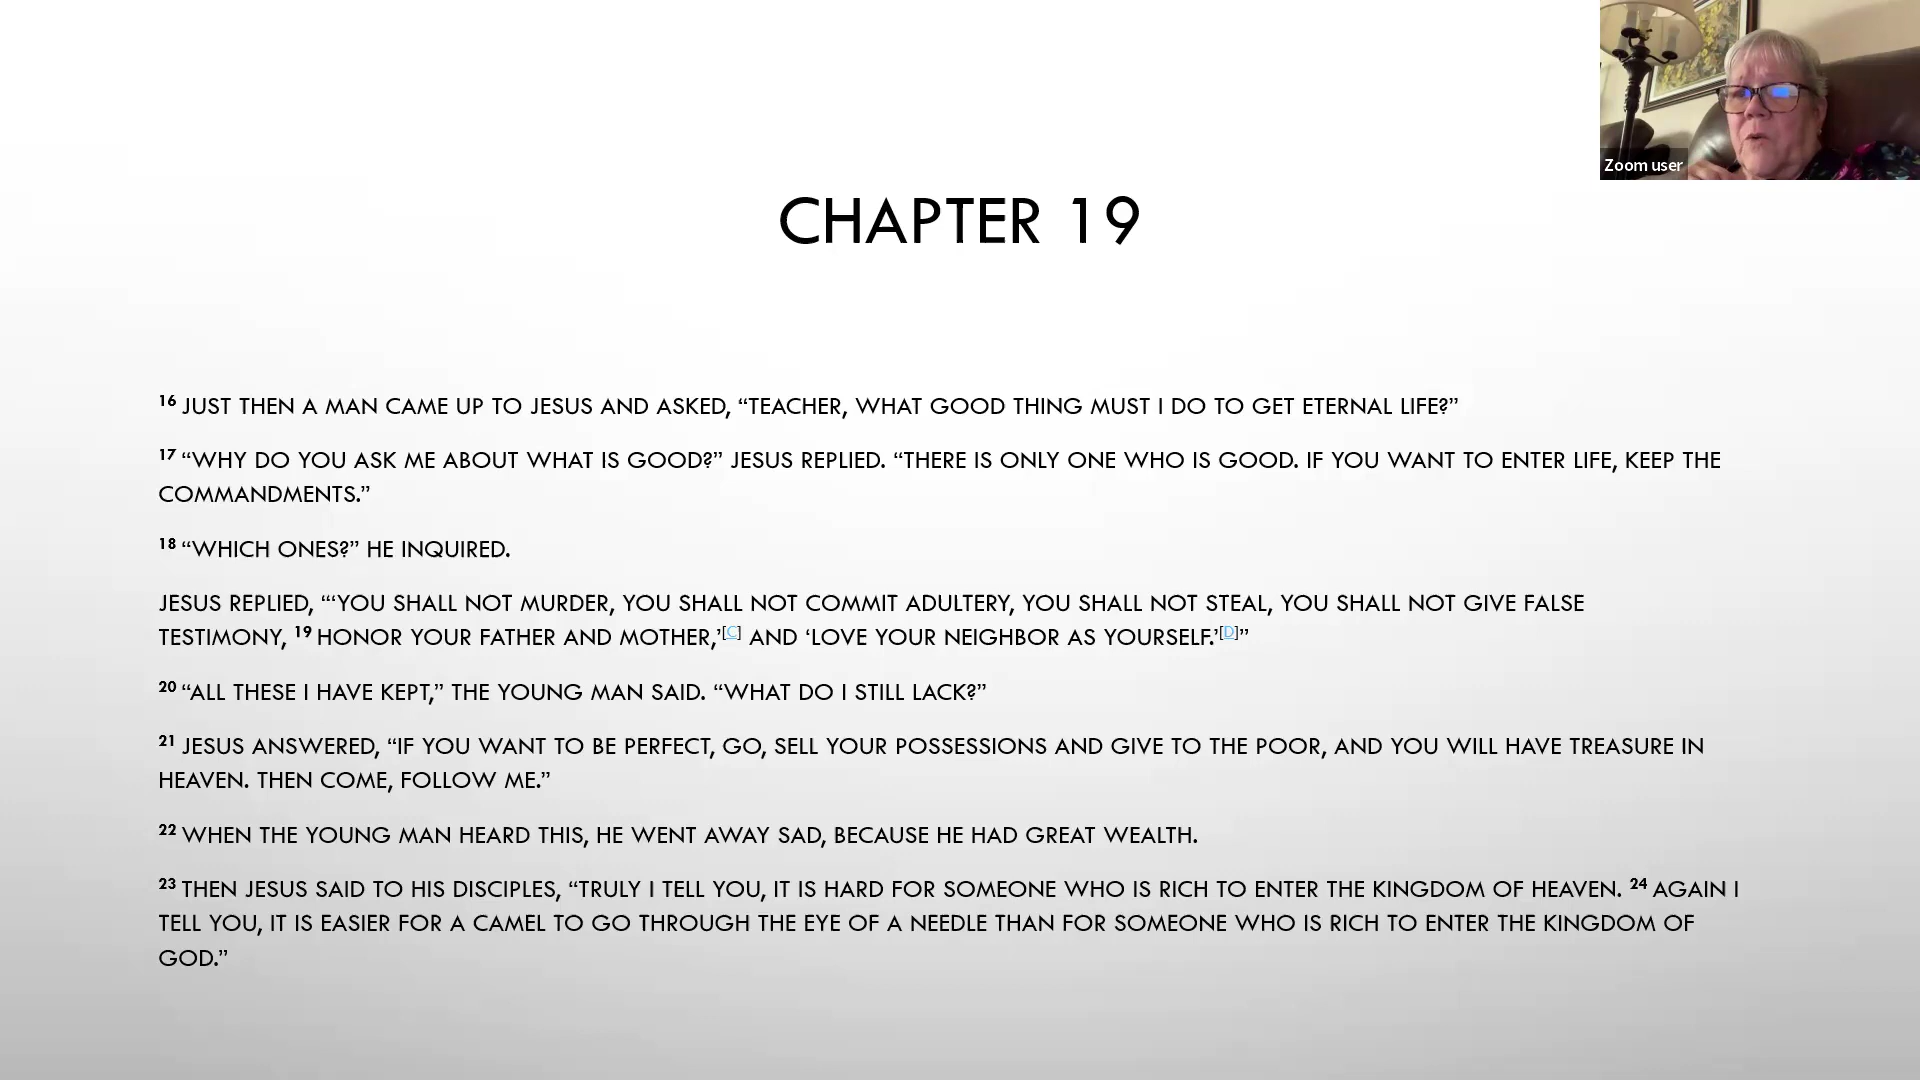 Zoom user
CHAPTER 19
16 JUST THEN A MAN CAME UP TO JESUS AND ASKED, “TEACHER, WHAT GOOD THING MUST I DO TO GET ETERNAL LIFE?”
17 “WHY DO YOU ASK ME ABOUT WHAT IS GOOD?” JESUS REPLIED. “THERE IS ONLY ONE WHO IS GOOD. IF YOU WANT TO ENTER LIFE, KEEP THE
COMMANDMENTS.”
18 “WHICH ONES?” HE INQUIRED.
JESUS REPLIED, “‘YOU SHALL NOT MURDER, YOU SHALL NOT COMMIT ADULTERY, YOU SHALL NOT STEAL, YOU SHALL NOT GIVE FALSE
TESTIMONY, 19 HONOR YOUR FATHER AND MOTHER,’[C] AND ‘LOVE YOUR NEIGHBOR AS YOURSELF.’[D]”
20 “ALL THESE I HAVE KEPT,” THE YOUNG MAN SAID. “WHAT DO I STILL LACK?”
21 JESUS ANSWERED, “IF YOU WANT TO BE PERFECT, GO, SELL YOUR POSSESSIONS AND GIVE TO THE POOR, AND YOU WILL HAVE TREASURE IN
HEAVEN. THEN COME, FOLLOW ME.”
22 WHEN THE YOUNG MAN HEARD THIS, HE WENT AWAY SAD, BECAUSE HE HAD GREAT WEALTH.
23 THEN JESUS SAID TO HIS DISCIPLES, “TRULY I TELL YOU, IT IS HARD FOR SOMEONE WHO IS RICH TO ENTER THE KINGDOM OF HEAVEN. 24 AGAIN I
TELL YOU, IT IS EASIER FOR A CAMEL TO GO THROUGH THE EYE OF A NEEDLE THAN FOR SOMEONE WHO IS RICH TO ENTER THE KINGDOM OF
GOD.”